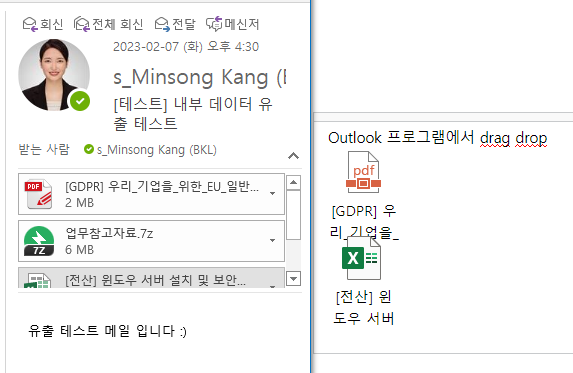 회신 전체 회신 전달 메신저
2023-02-07 (화) 오후 4:30
s_Minsong Kang (
[테스트] 내부 데이터 유
출 테스트
받는 사람 s_Minsong Kang (BKL)
PDF
[GDPR] 우리_기업을_위한_EU_일반...
2 MB
업무참고자료.7z
7Z
6 MB
[전산] 윈도우 서버 설치 및 보안...
유출 테스트 메일 입니다 :)
Outlook 프로그램에서 drag drop
pdf
[GDPR] 우
리_기업을_
X
[전산] 윈
도우 서버